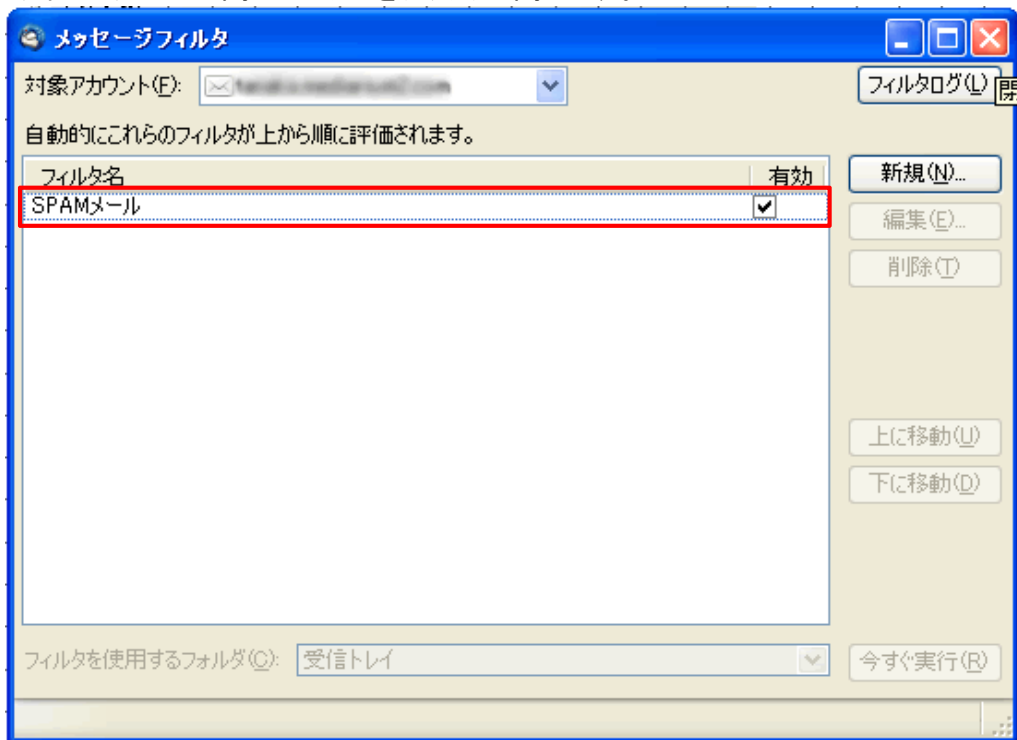 メッセージフィルタ
対象アカウント(F):
フィルタログ(L)
閉
自動的にこれらのフィルタが上から順に評価されます。
フィルタ名 有効
新規(N)...
SPAMメール
編集(E)...
削除(T)
上に移動(U)
下に移動(D)
フィルタを使用するフォルダ(C): 受信トレイ
今すぐ実行(R)